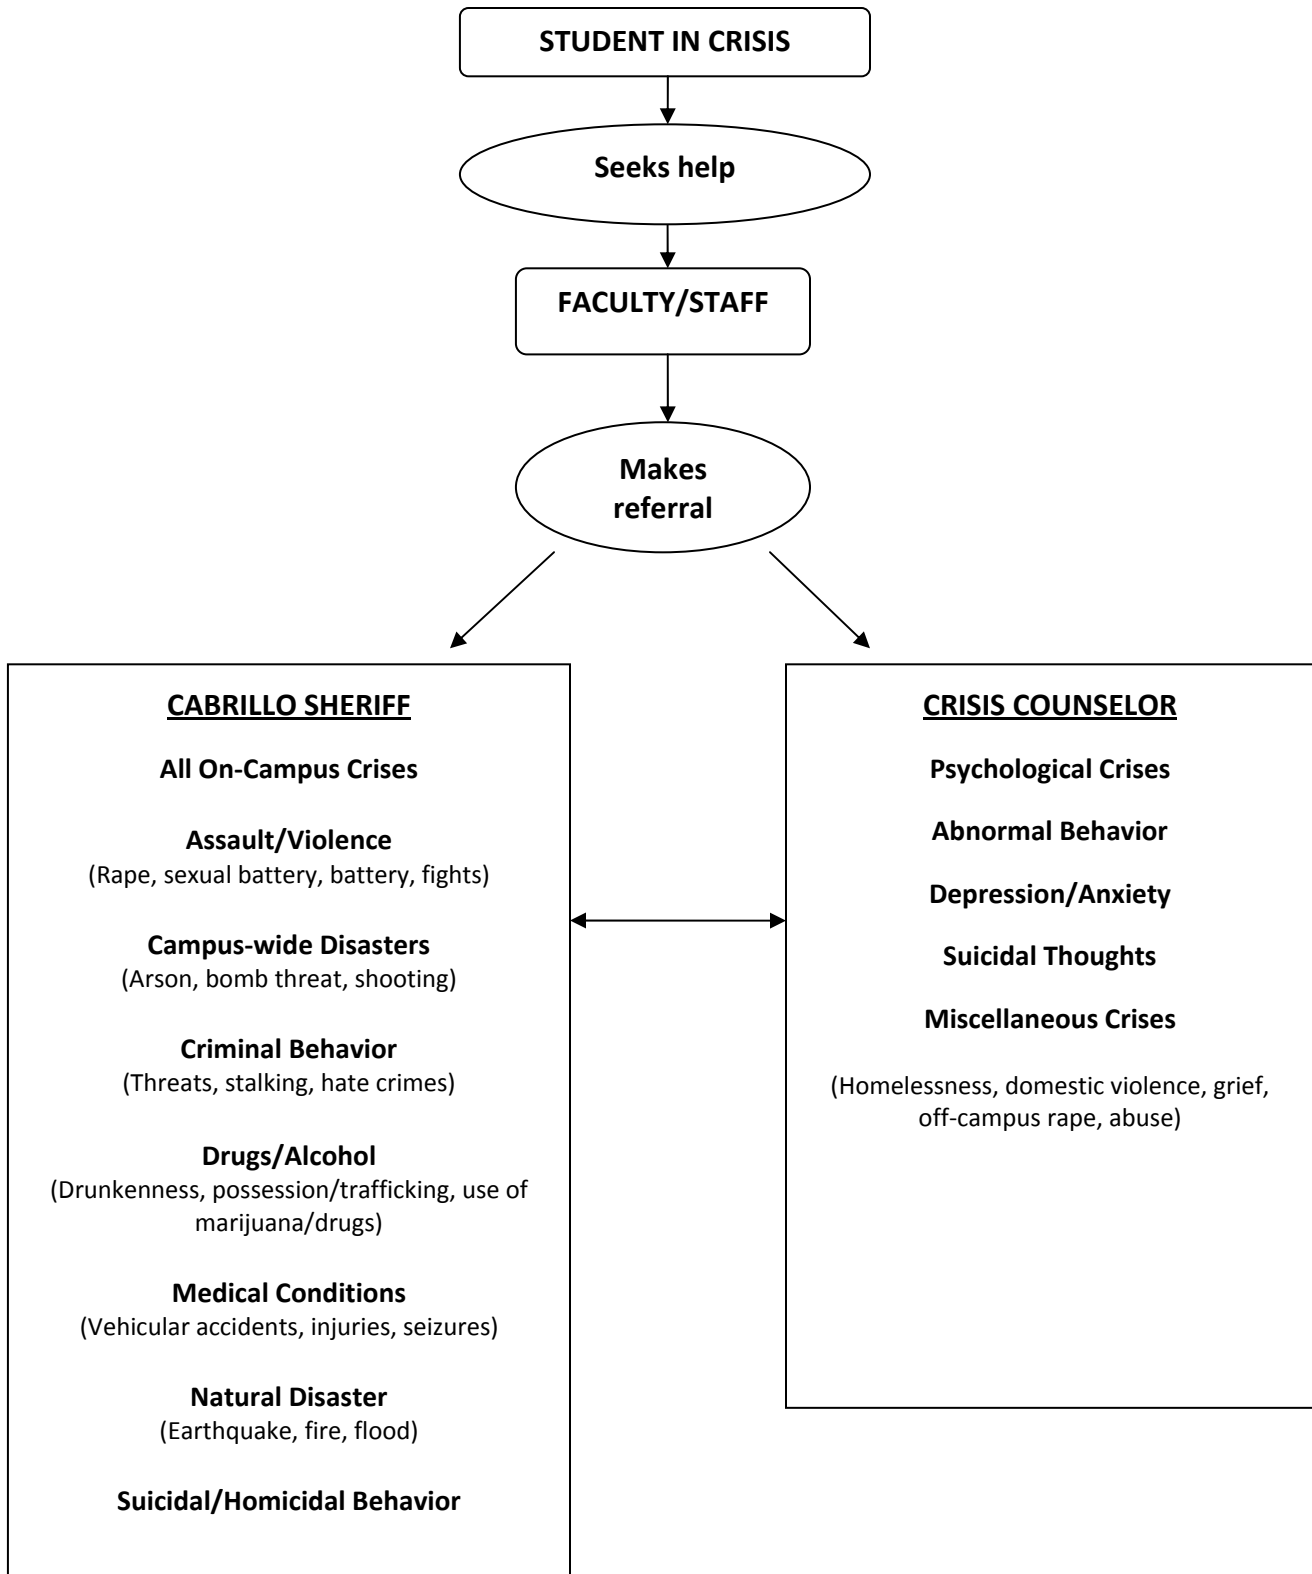 STUDENT IN CRISIS
Seeks help
FACULTY/STAFF
Makes
referral
CABRILLO SHERIFF
All On-Campus Crises
Assault/Violence
(Rape, sexual battery, battery, fights)
Campus-wide Disasters
(Arson, bomb threat, shooting)
Criminal Behavior
(Threats, stalking, hate crimes)
Drugs/Alcohol
(Drunkenness, possession/trafficking, use of
marijuana/drugs)
Medical Conditions
(Vehicular accidents, injuries, seizures)
Natural Disaster
(Earthquake, fire, flood)
Suicidal/Homicidal Behavior
CRISIS COUNSELOR
Psychological Crises
Abnormal Behavior
Depression/Anxiety
Suicidal Thoughts
Miscellaneous Crises
(Homelessness, domestic violence, grief,
off-campus rape, abuse)